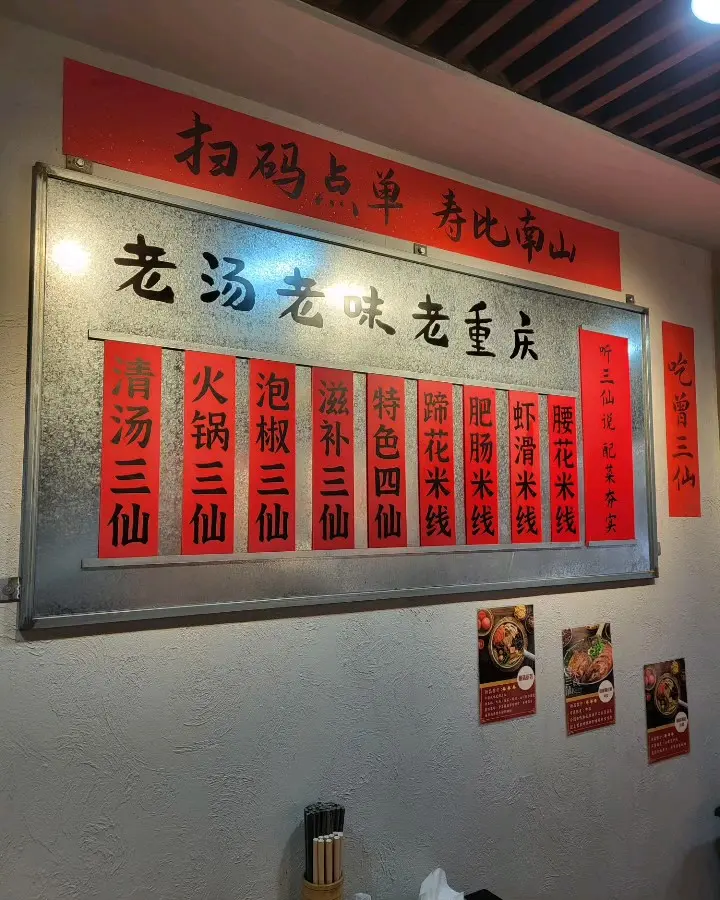 扫码点单 寿比南山
老汤老味老重庆
清汤三仙
火锅三仙
泡椒三仙
滋补三仙
特色四仙
蹄花米线
肥肠米线
虾滑米线
腰花米线
听三仙说 配菜夯实
吃曾三仙